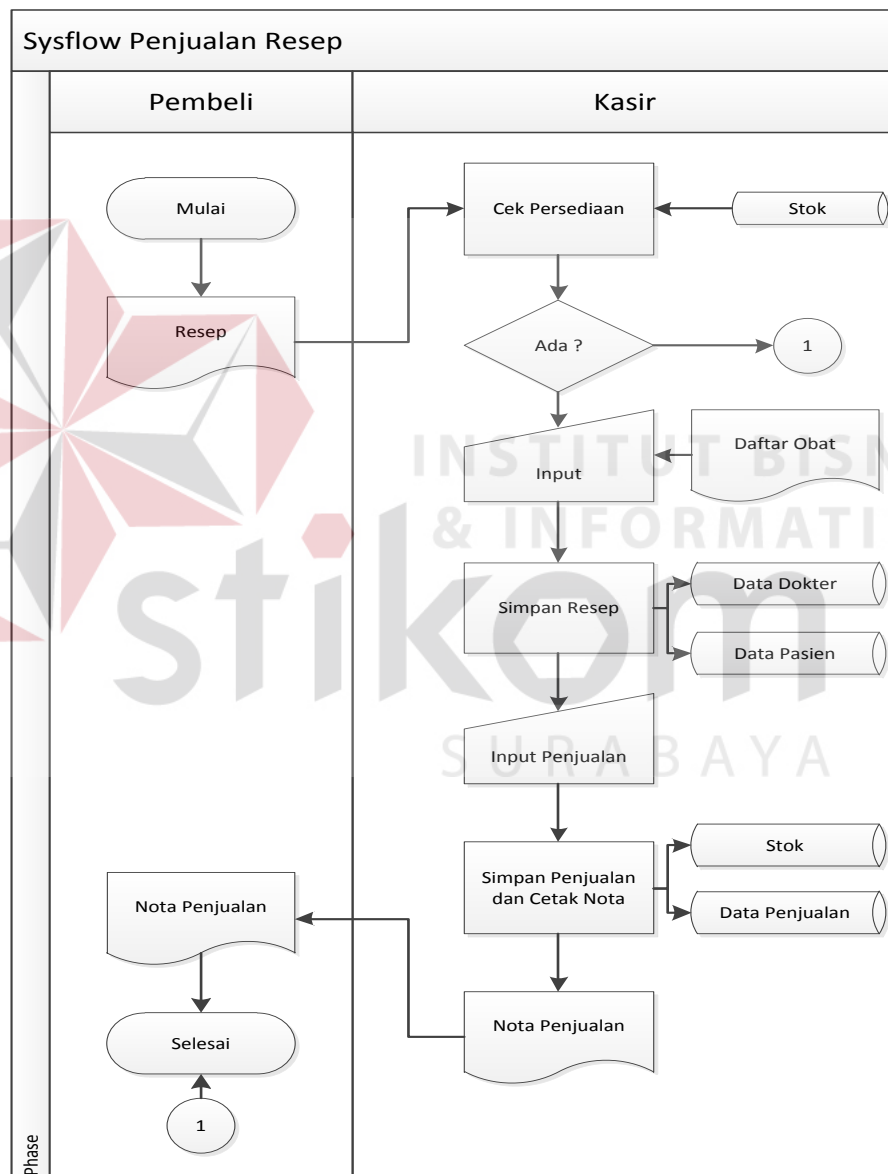 Sysflow Penjualan Resep
Pembeli
Kasir
Mulai
Cek Persediaan
Stok
Resep
Ada ?
1
Daftar Obat
Input
INSTITUT BISN
& INFORMATI
stikom
SURABAYA
Simpan Resep
Data Dokter
Data Pasien
Input Penjualan
Simpan Penjualan
dan Cetak Nota
Stok
Data Penjualan
Nota Penjualan
Nota Penjualan
Selesai
1
Phase